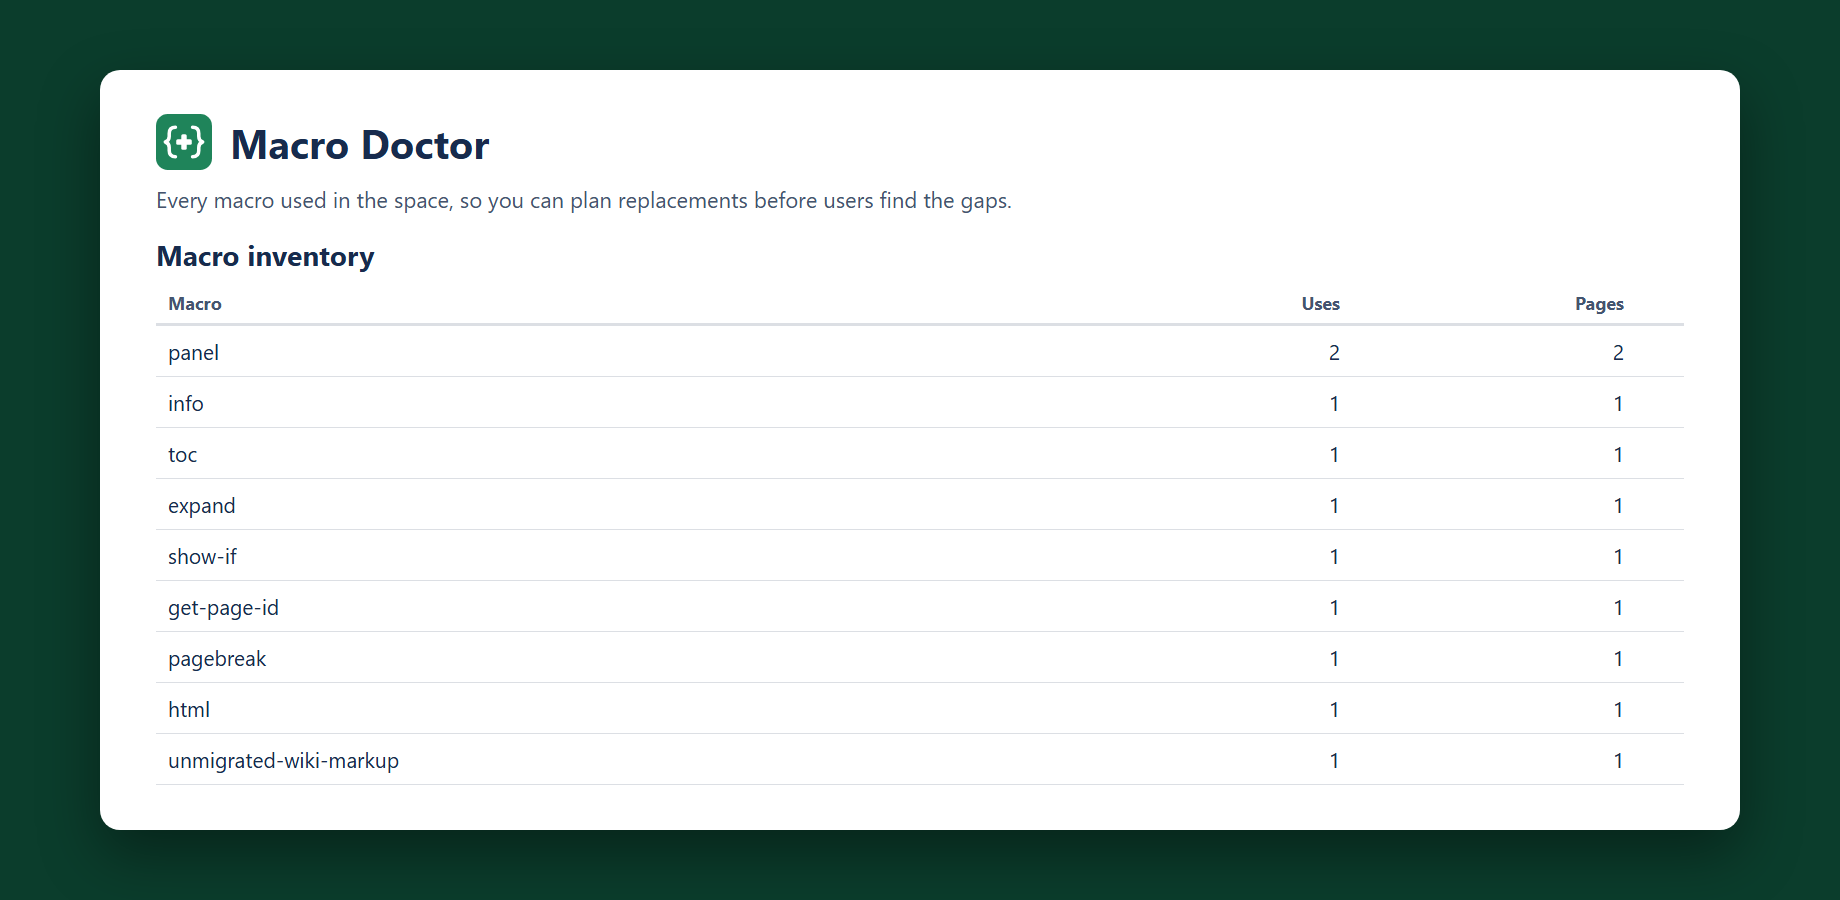 {+} Macro Doctor
Every macro used in the space, so you can plan replacements before users find the gaps.
Macro inventory
Macro Uses Pages
panel 2 2
info 1 1
toc 1 1
expand 1 1
show-if 1 1
get-page-id 1 1
pagebreak 1 1
html 1 1
unmigrated-wiki-markup 1 1